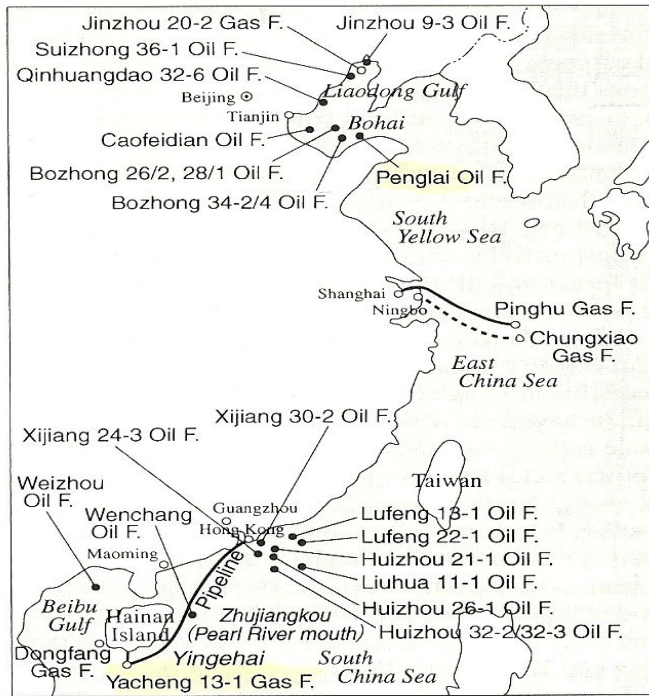 Jinzhou 20-2 Gas F.
Jinzhou 9-3 Oil F.
Suizhong 36-1 Oil F.
Qinhuangdao 32-6 Oil F.
Liaodong Gulf
Beijing
Tianjin
Bohai
Caofeidian Oil F.
Bozhong 26/2, 28/1 Oil F.
Penglai Oil F.
Bozhong 34-2/4 Oil F.
South
Yellow Sea
Shanghai
Ningbo
Pinghu Gas F.
Chungxiao
Gas F.
East
China Sea
Xijiang 30-2 Oil F.
Xijiang 24-3 Oil F.
Weizhou
Oil F.
Taiwan
Wenchang
Oil F.
Guangzhou
Hong Kong
Maoming
Lufeng 13-1 Oil F.
Lufeng 22-1 Oil F.
Huizhou 21-1 Oil F.
Liuhua 11-1 Oil F.
Huizhou 26-1 Oil F.
Huizhou 32-2/32-3 Oil F.
Pipeline
Beibu
Gulf
Hainan
Island
Zhujiangkou
(Pearl River mouth)
Dongfang
Gas F.
Yingehai
South
China Sea
Yacheng 13-1 Gas F.